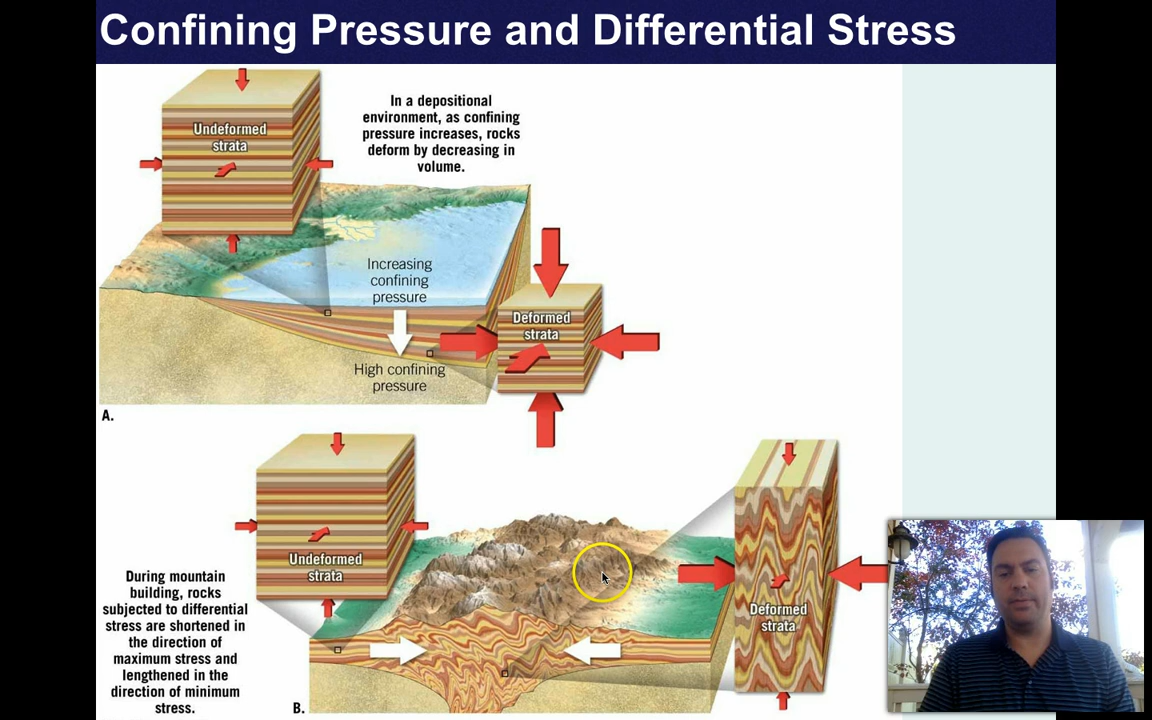 Confining Pressure and Differential Stress
Undeformed
strata
In a depositional
environment, as confining
pressure increases, rocks
deform by decreasing in
volume.
Increasing
confining
pressure
Deformed
strata
High confining
pressure
A.
Undeformed
strata
During mountain
building, rocks
subjected to differential
stress are shortened in
the direction of
maximum stress and
lengthened in the
direction of minimum
stress.
Deformed
strata
B.